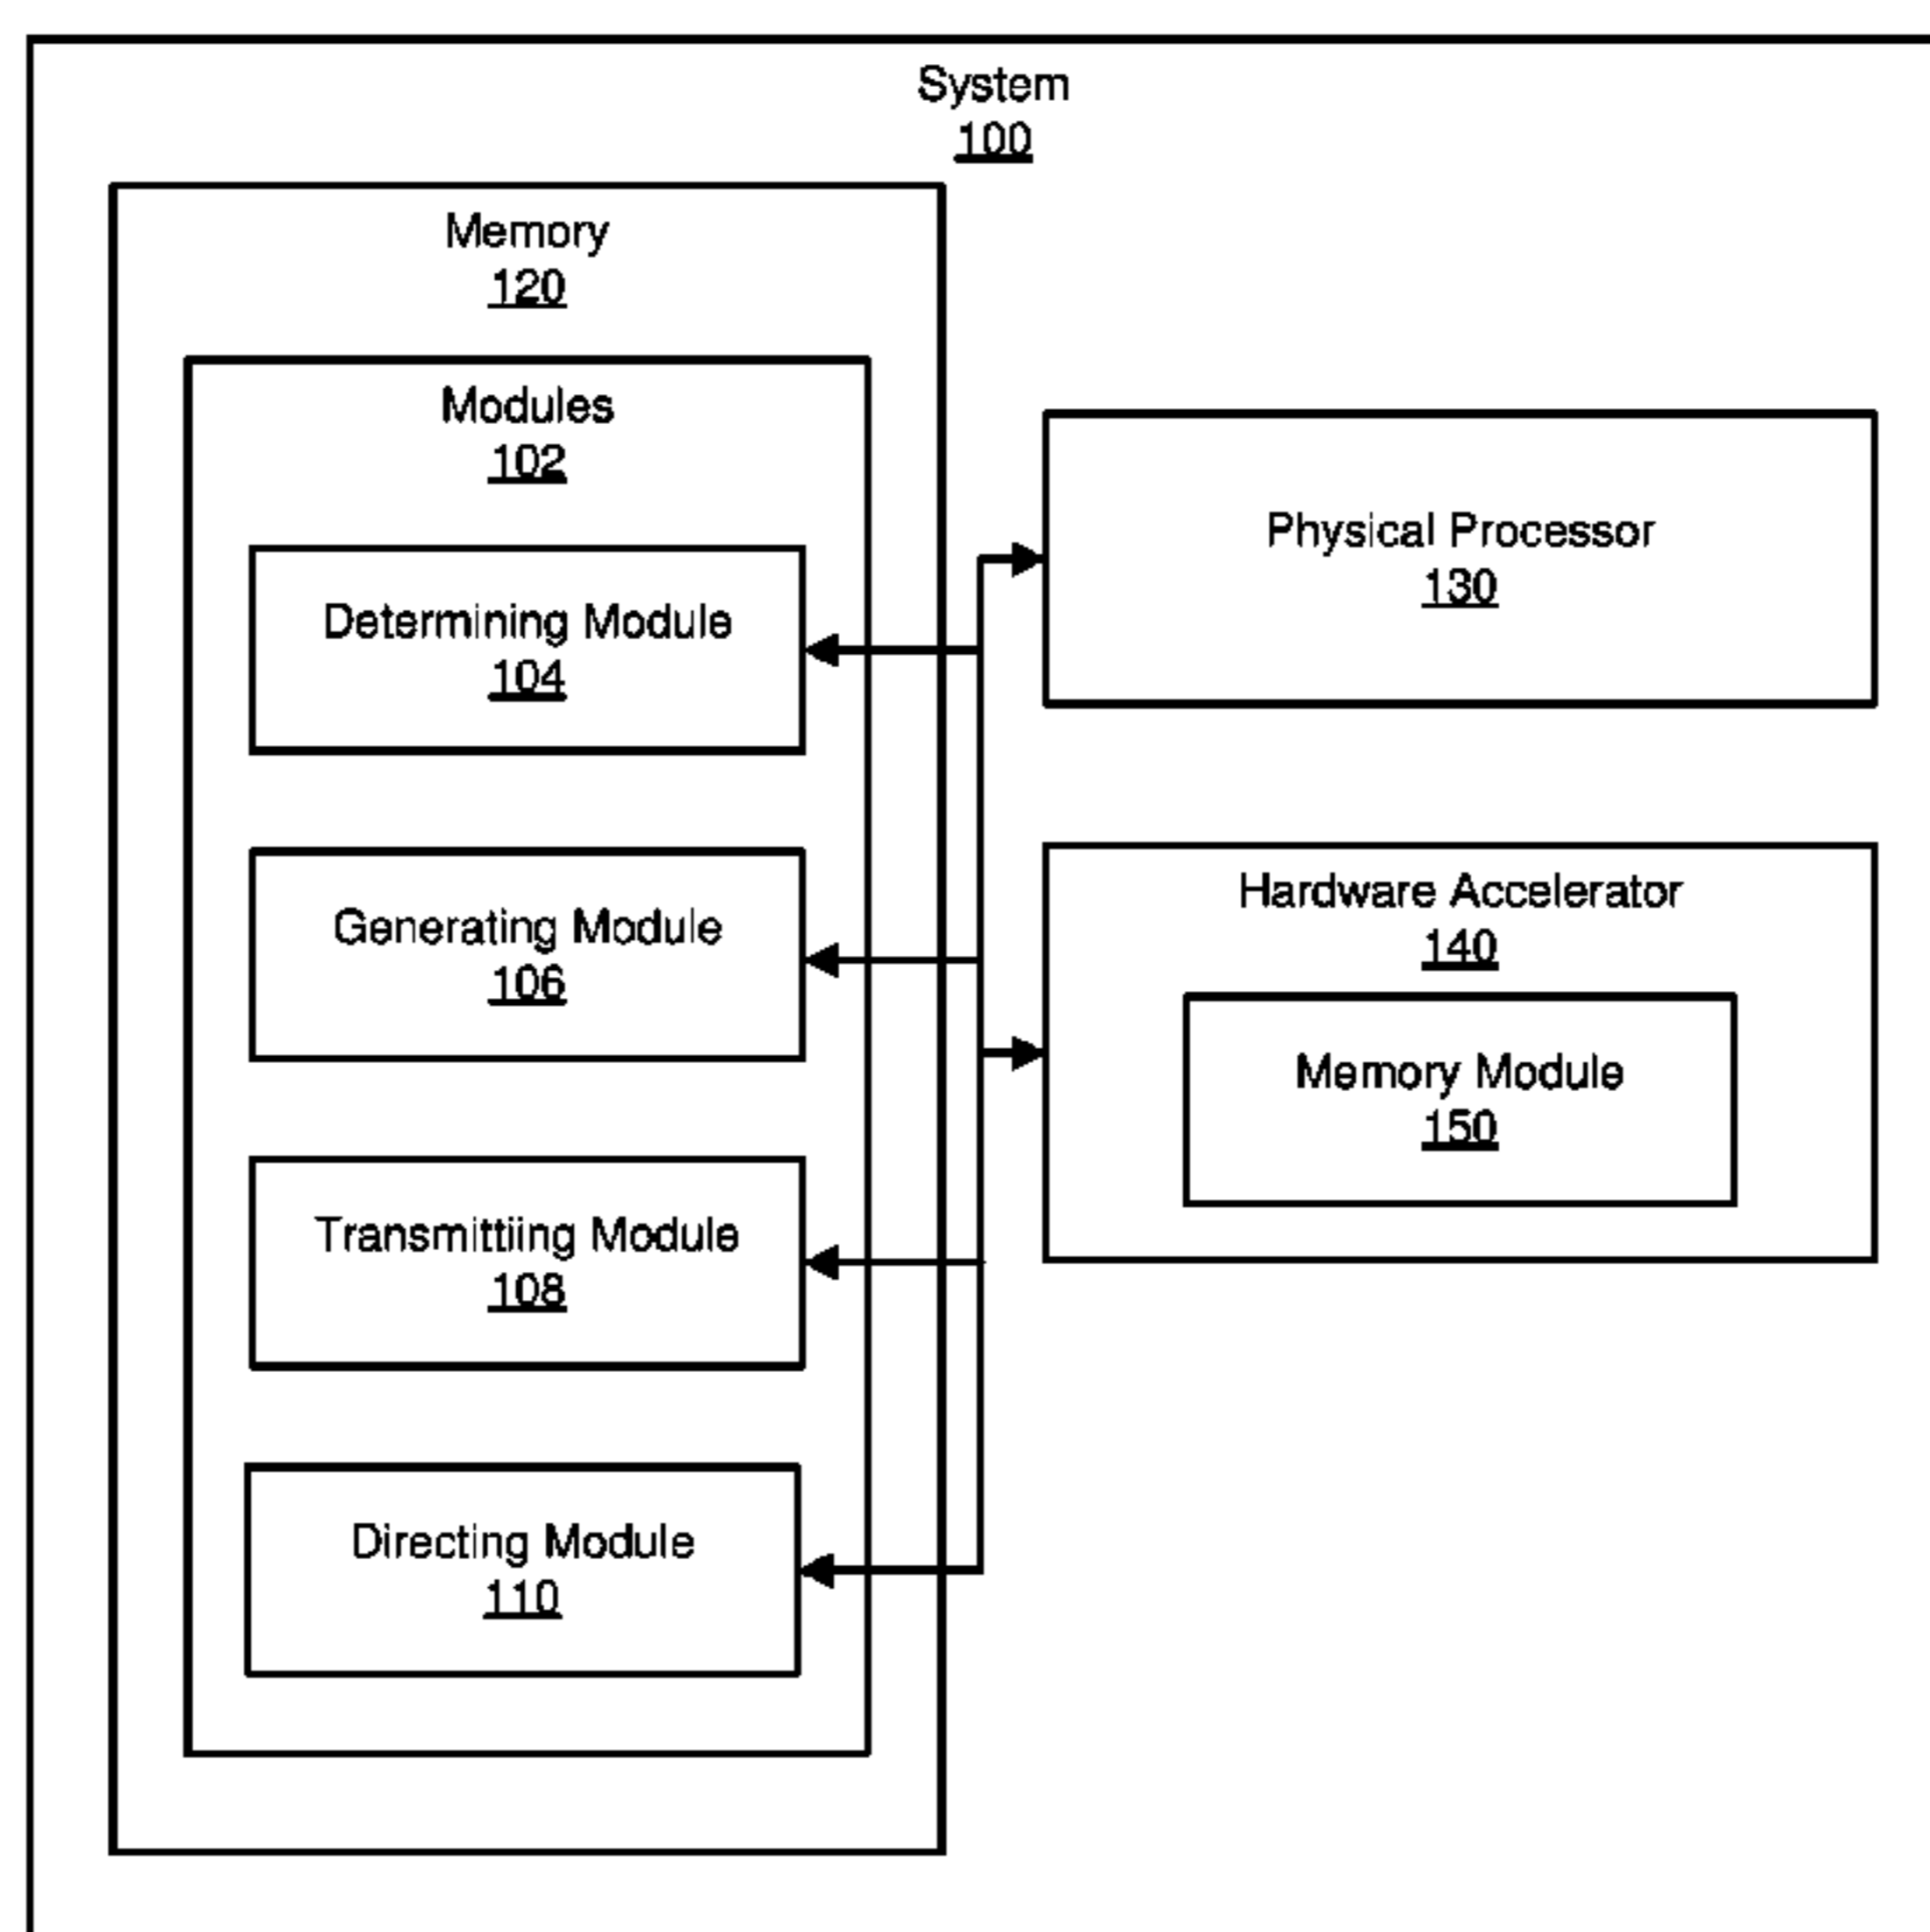 System
100
Memory
120
Modules
102
Determining Module
104
Generating Module
106
Transmittiing Module
108
Directing Module
110
Physical Processor
130
Hardware Accelerator
140
Memory Module
150